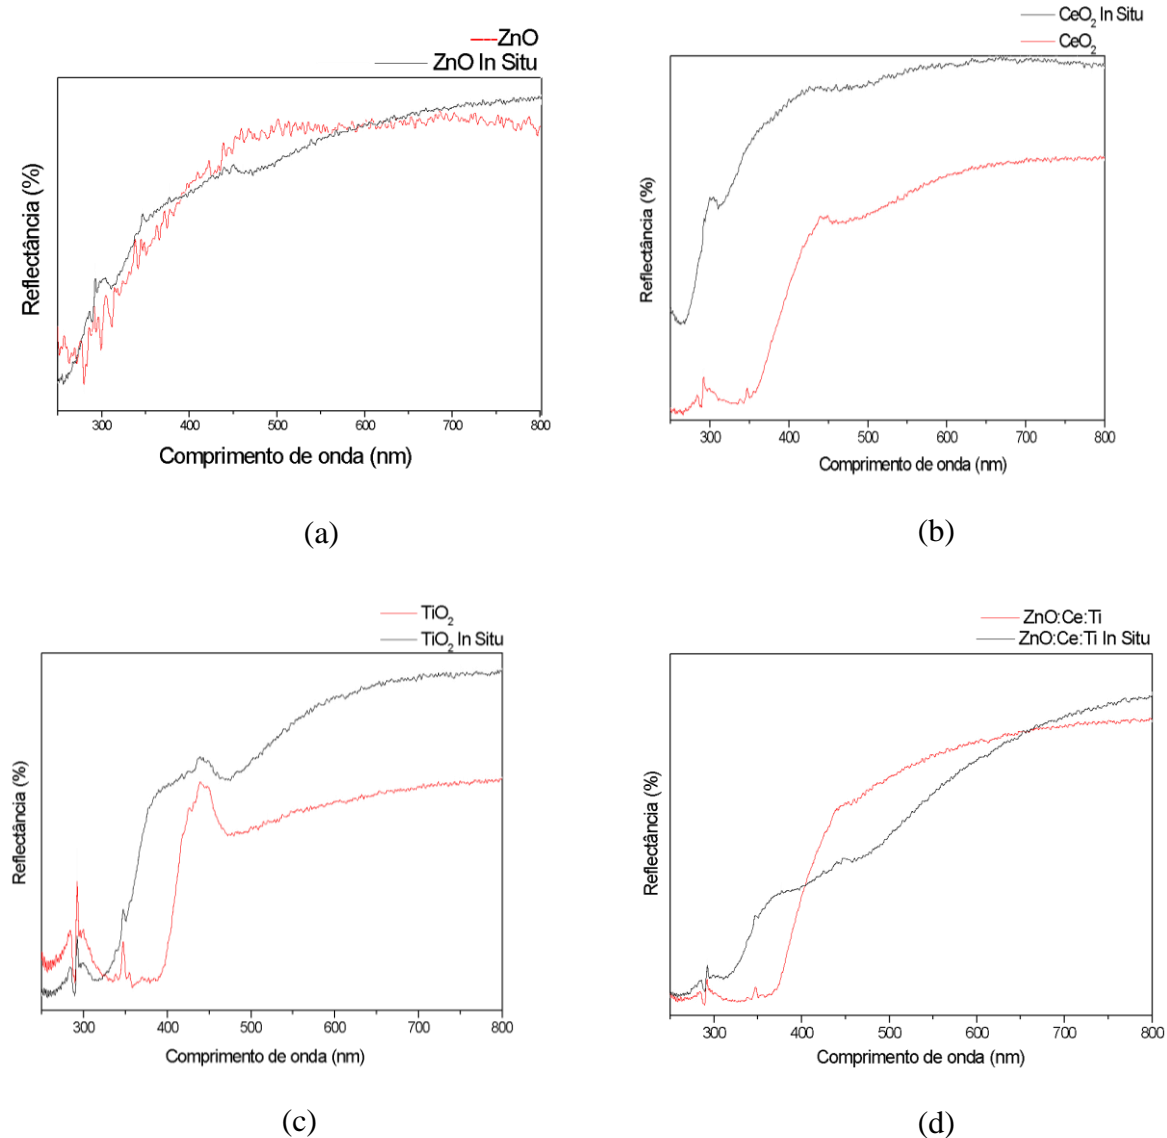 ZnO
ZnO In Situ
Reflectância (%)
300 400 500 600 700 800
Comprimento de onda (nm)
(a)
CeO₂ In Situ
CeO₂
Reflectância (%)
300 400 500 600 700 800
Comprimento de onda (nm)
(b)
TiO₂
TiO₂ In Situ
Reflectância (%)
300 400 500 600 700 800
Comprimento de onda (nm)
(c)
ZnO:Ce:Ti
ZnO:Ce:Ti In Situ
Reflectância (%)
300 400 500 600 700 800
Comprimento de onda (nm)
(d)